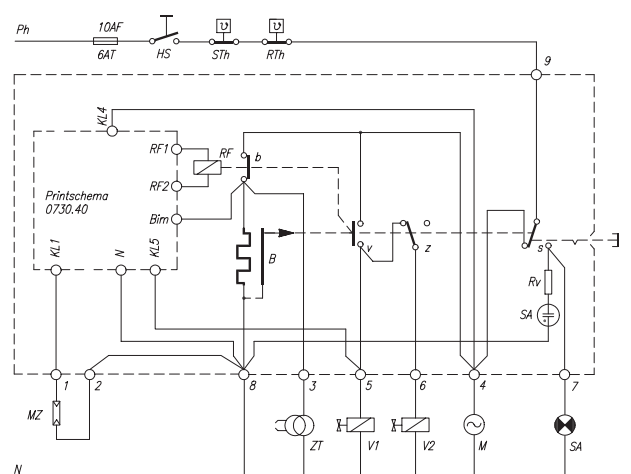 Ph
10AF
6AT
HS
STh
RTh
9
KL4
RF1
RF
b
RF2
Printschema
0730.40
Bim
KL1
N
KL5
B
v
z
s
Rv
SA
1
2
8
3
5
6
4
7
MZ
ZT
V1
V2
M
SA
N